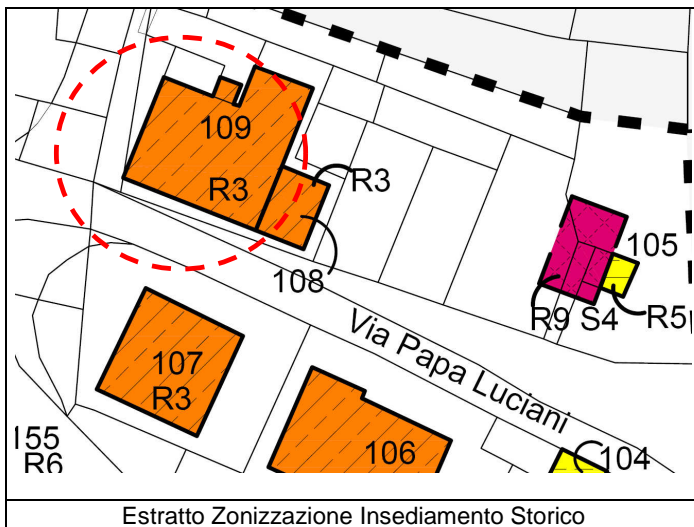 109
R3
R3
108
105
R9 S4
R5
Via Papa Luciani
107
R3
106
104
155
R6
Estratto Zonizzazione Insediamento Storico